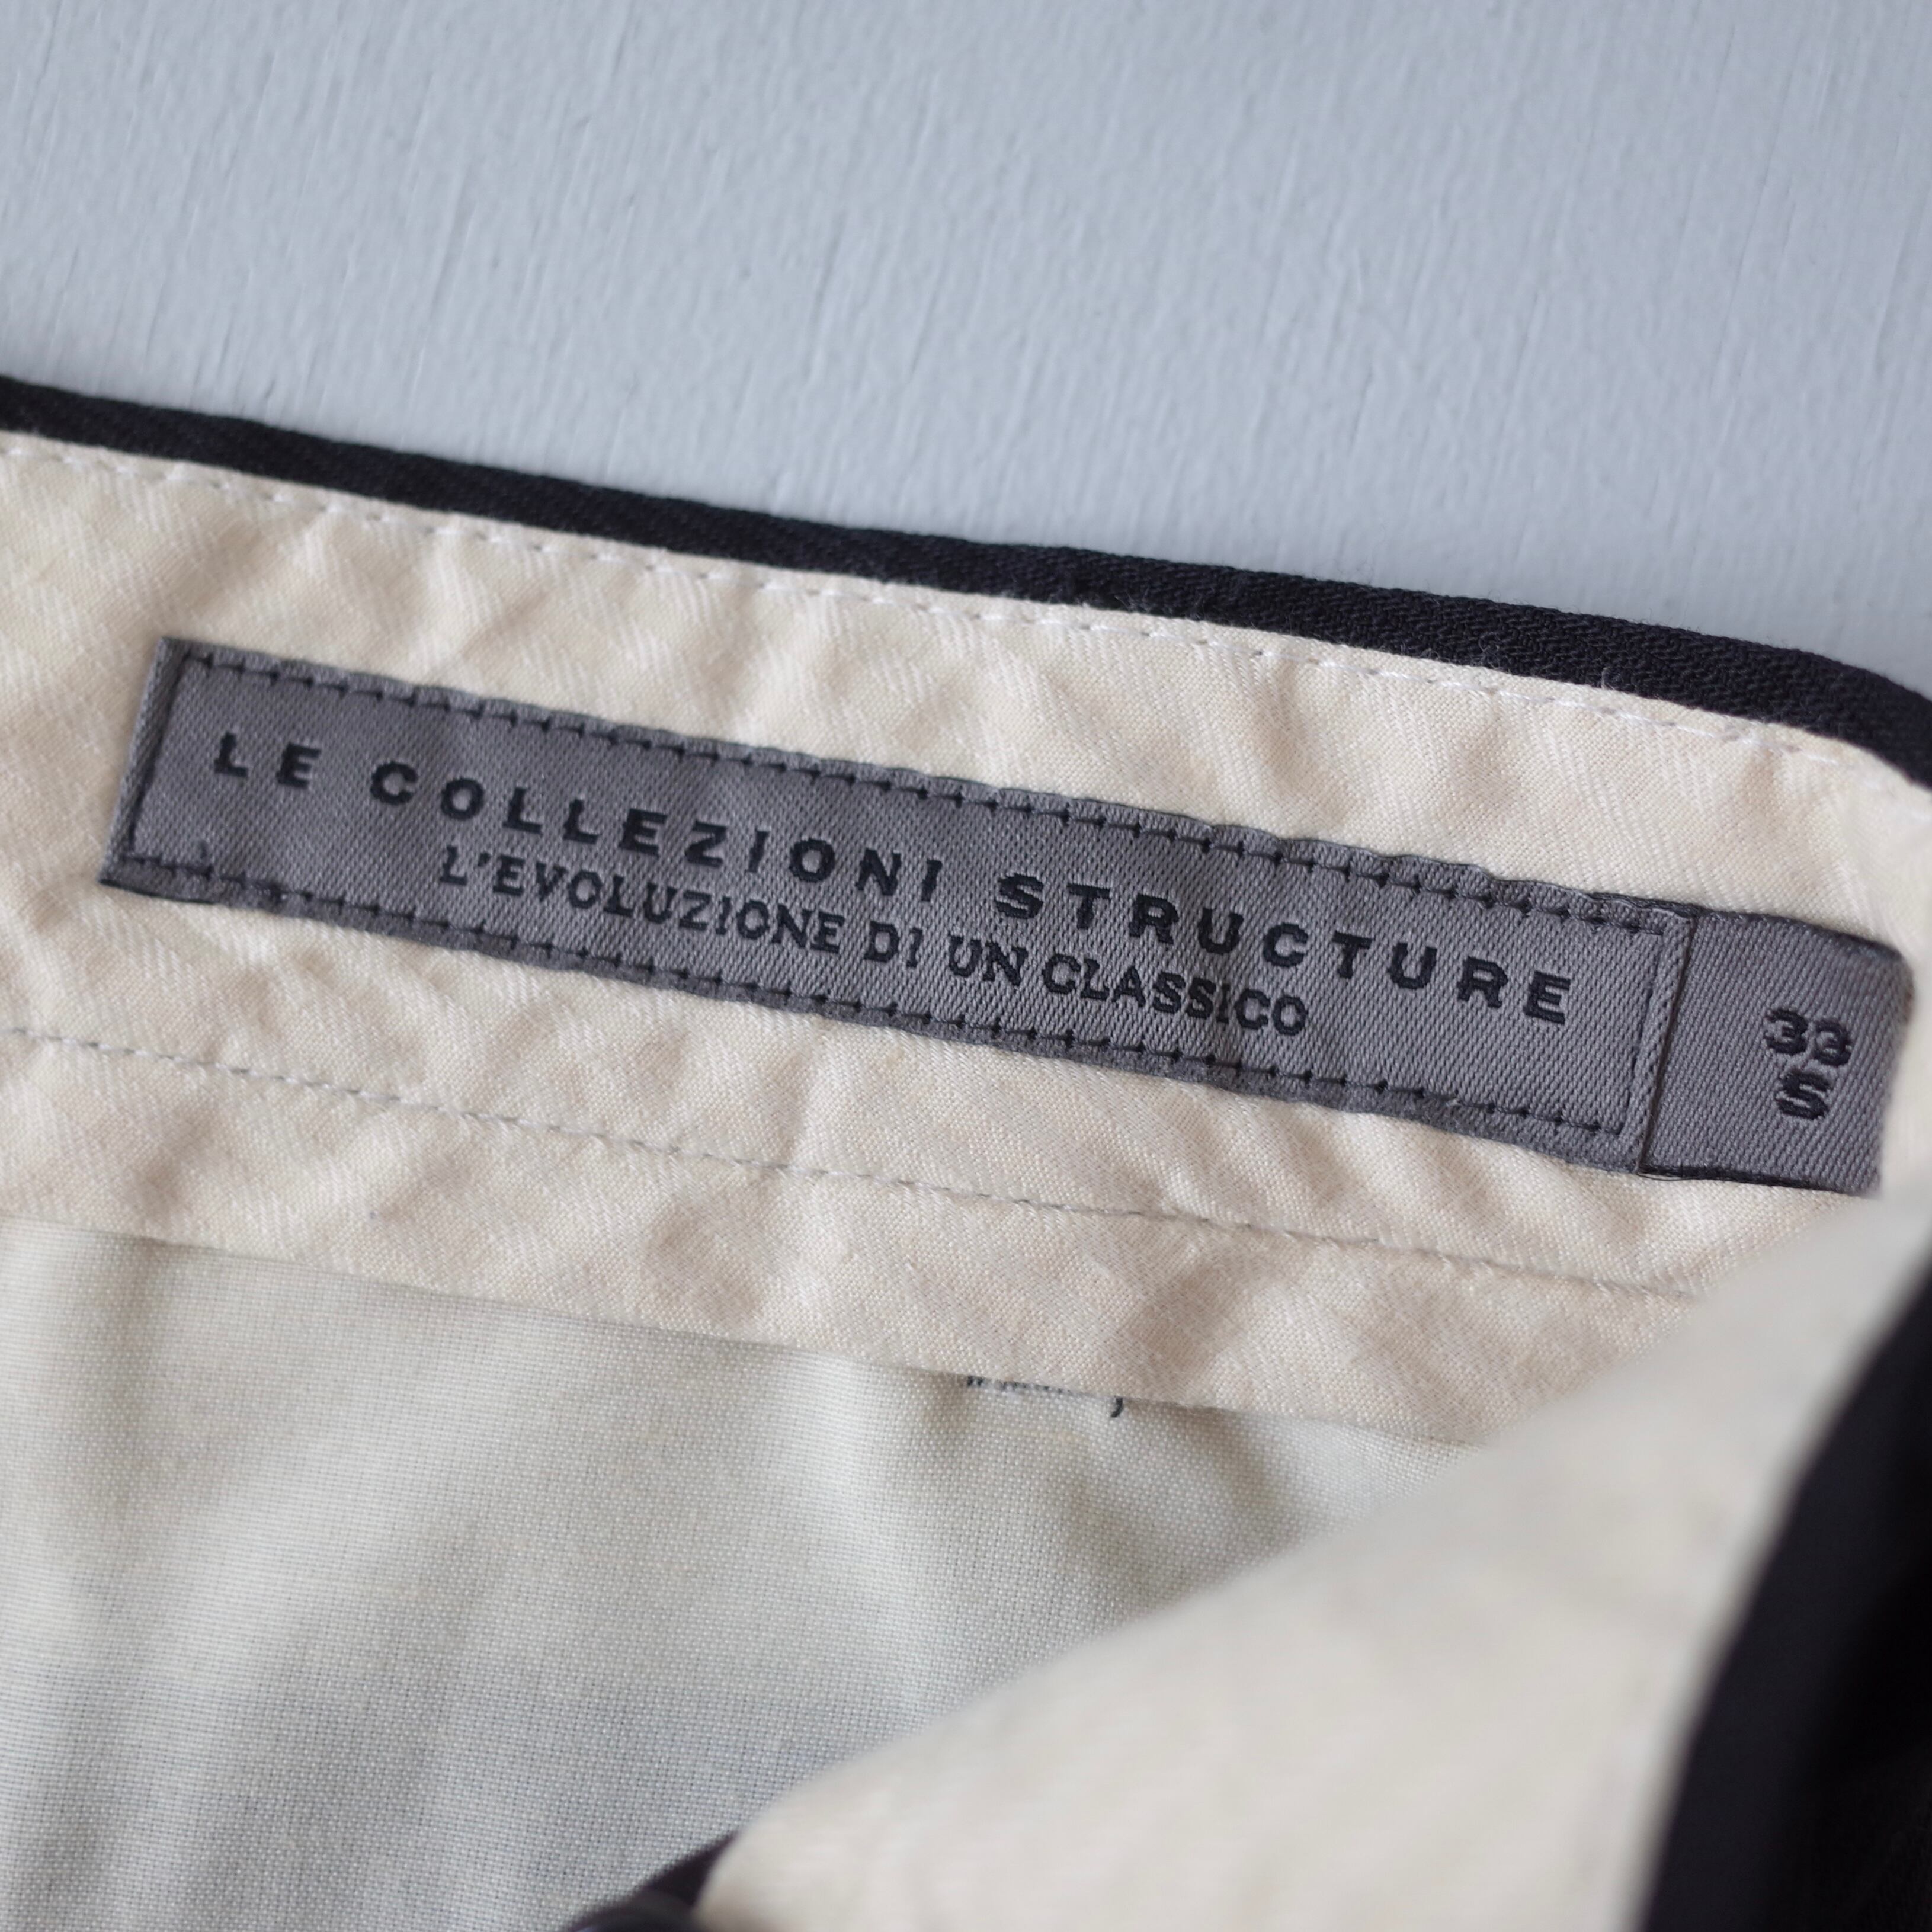 LE COLLEZIONI STRUCTURE
L'EVOLUZIONE DI UN CLASSICO
33
S